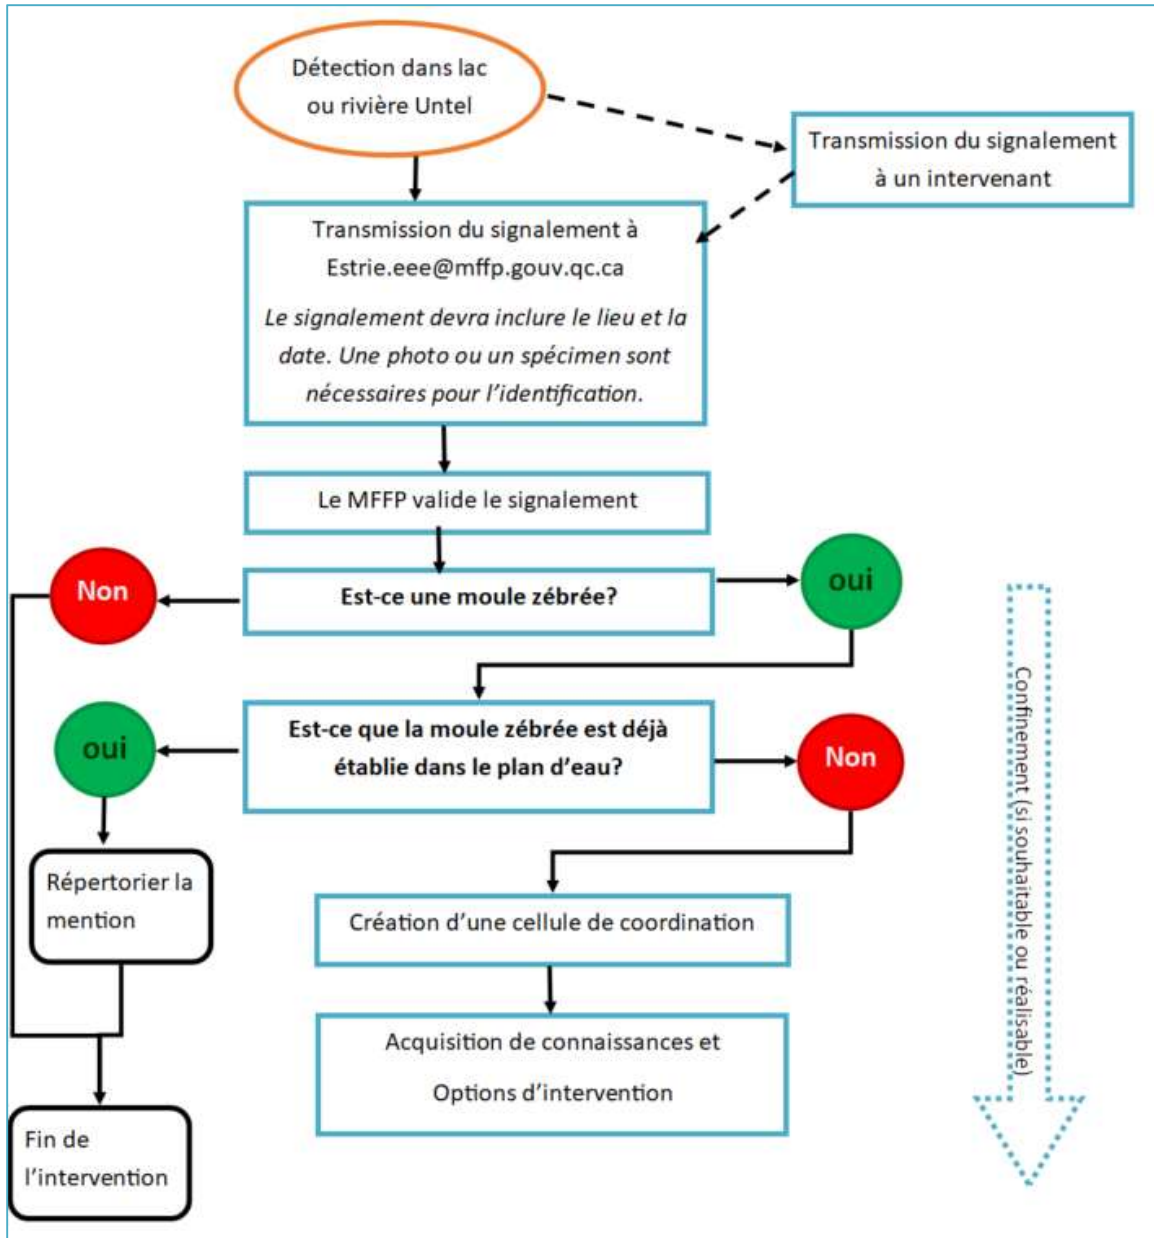 Détection dans lac
ou rivière Untel
Transmission du signalement
à un intervenant
Transmission du signalement à
Estrie.eee@mffp.gouv.qc.ca
Le signalement devra inclure le lieu et la
date. Une photo ou un spécimen sont
nécessaires pour l'identification.
Le MFFP valide le signalement
Non
Est-ce une moule zébrée?
oui
oui
Est-ce que la moule zébrée est déjà
établie dans le plan d'eau?
Non
Confinement (si souhaitable ou réalisable)
Répertorier la
mention
Création d'une cellule de coordination
Acquisition de connaissances et
Options d'intervention
Fin de
l'intervention